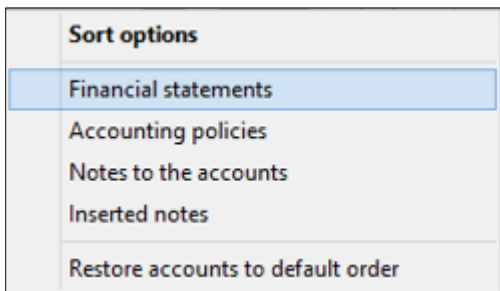 Sort options
Financial statements
Accounting policies
Notes to the accounts
Inserted notes
Restore accounts to default order